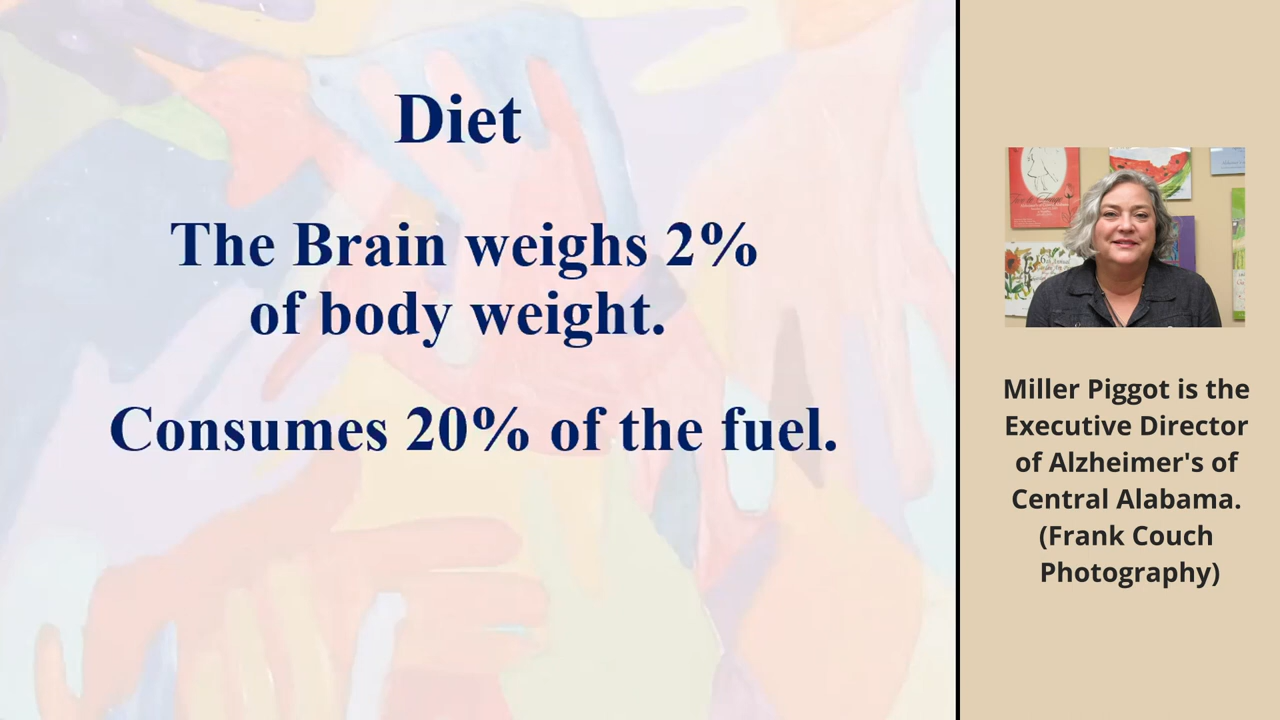 Diet
The Brain weighs 2%
of body weight.
Consumes 20% of the fuel.
Miller Piggot is the
Executive Director
of Alzheimer's of
Central Alabama.
(Frank Couch
Photography)